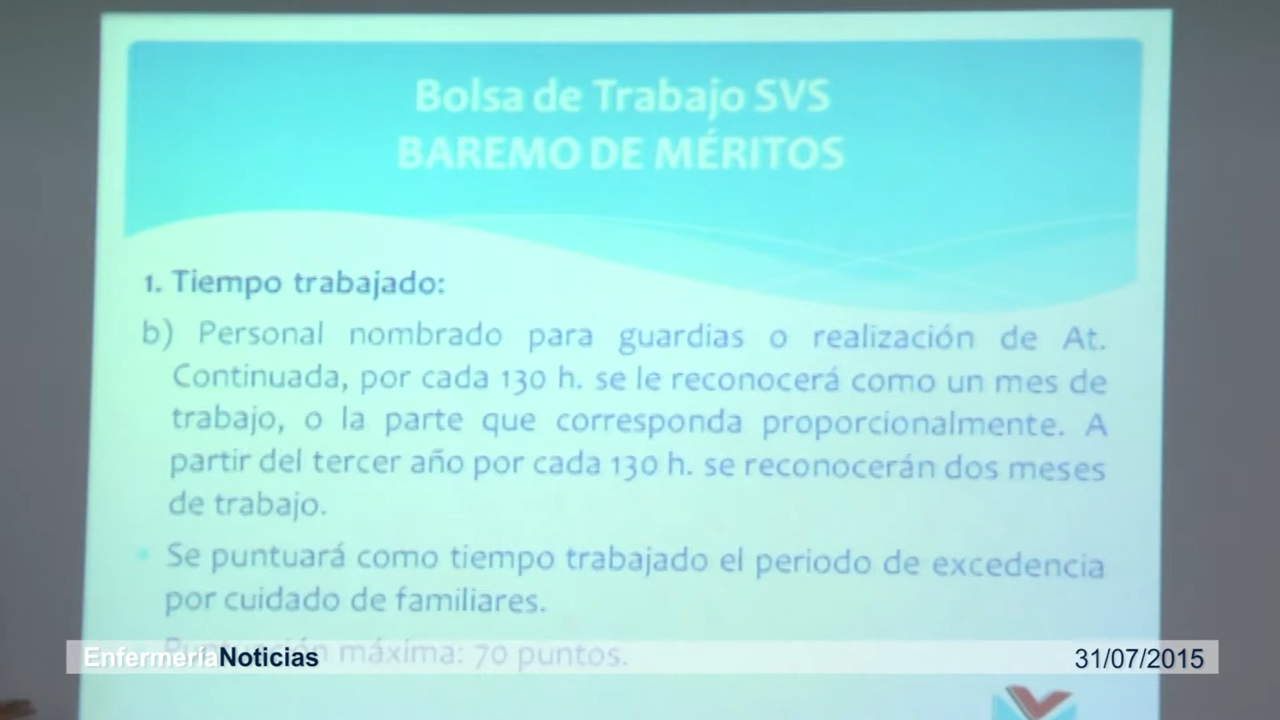 Bolsa de Trabajo SVS
BAREMO DE MÉRITOS
1. Tiempo trabajado:
b) Personal nombrado para guardias o realización de At.
Continuada, por cada 130 h. se le reconocerá como un mes de
trabajo, o la parte que corresponda proporcionalmente. A
partir del tercer año por cada 130 h. se reconocerán dos meses
de trabajo.
• Se puntuará como tiempo trabajado el periodo de excedencia
por cuidado de familiares.
Puntuación máxima: 70 puntos.
EnfermeríaNoticias
31/07/2015